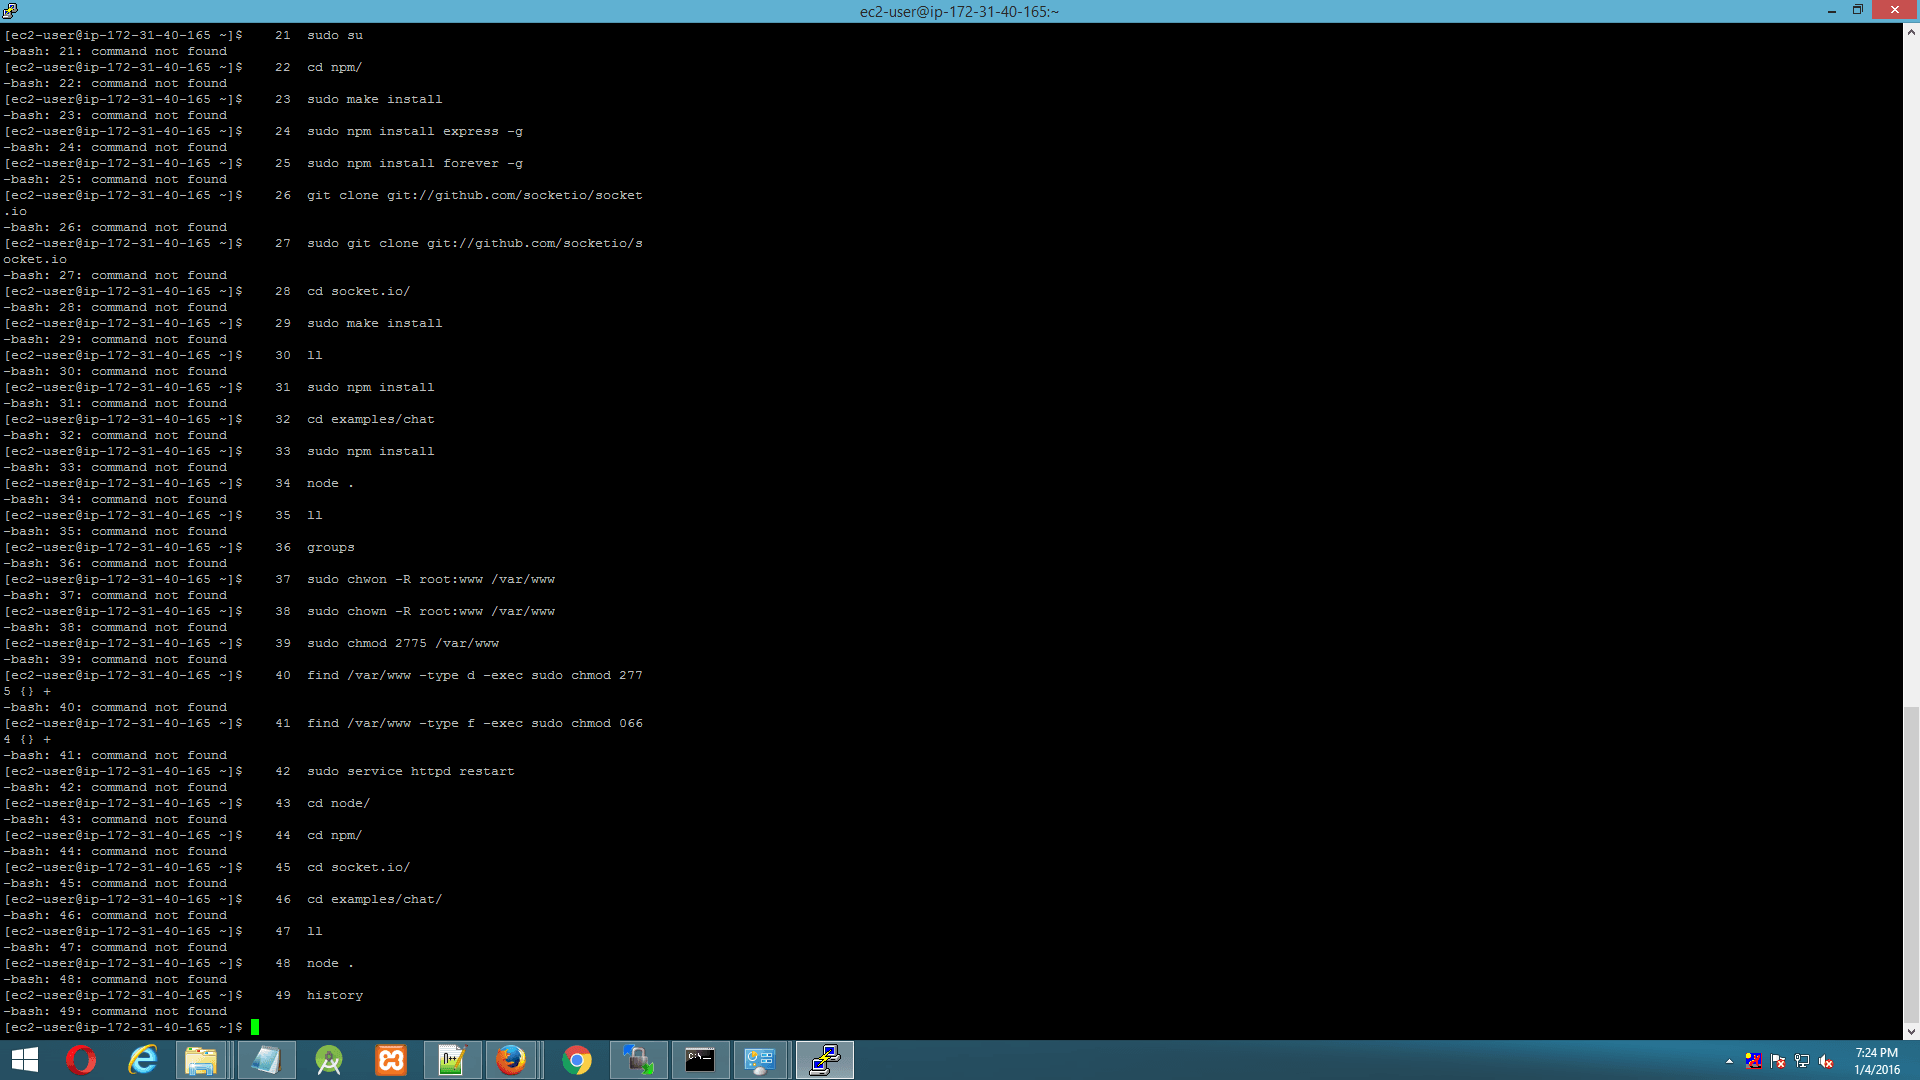 ec2-user@ip-172-31-40-165:~
[ec2-user@ip-172-31-40-165 ~]$    21  sudo su
-bash: 21: command not found
[ec2-user@ip-172-31-40-165 ~]$    22  cd npm/
-bash: 22: command not found
[ec2-user@ip-172-31-40-165 ~]$    23  sudo make install
-bash: 23: command not found
[ec2-user@ip-172-31-40-165 ~]$    24  sudo npm install express -g
-bash: 24: command not found
[ec2-user@ip-172-31-40-165 ~]$    25  sudo npm install forever -g
-bash: 25: command not found
[ec2-user@ip-172-31-40-165 ~]$    26  git clone git://github.com/socketio/socket
.io
-bash: 26: command not found
[ec2-user@ip-172-31-40-165 ~]$    27  sudo git clone git://github.com/socketio/s
ocket.io
-bash: 27: command not found
[ec2-user@ip-172-31-40-165 ~]$    28  cd socket.io/
-bash: 28: command not found
[ec2-user@ip-172-31-40-165 ~]$    29  sudo make install
-bash: 29: command not found
[ec2-user@ip-172-31-40-165 ~]$    30  ll
-bash: 30: command not found
[ec2-user@ip-172-31-40-165 ~]$    31  sudo npm install
-bash: 31: command not found
[ec2-user@ip-172-31-40-165 ~]$    32  cd examples/chat
-bash: 32: command not found
[ec2-user@ip-172-31-40-165 ~]$    33  sudo npm install
-bash: 33: command not found
[ec2-user@ip-172-31-40-165 ~]$    34  node .
-bash: 34: command not found
[ec2-user@ip-172-31-40-165 ~]$    35  ll
-bash: 35: command not found
[ec2-user@ip-172-31-40-165 ~]$    36  groups
-bash: 36: command not found
[ec2-user@ip-172-31-40-165 ~]$    37  sudo chwon -R root:www /var/www
-bash: 37: command not found
[ec2-user@ip-172-31-40-165 ~]$    38  sudo chown -R root:www /var/www
-bash: 38: command not found
[ec2-user@ip-172-31-40-165 ~]$    39  sudo chmod 2775 /var/www
-bash: 39: command not found
[ec2-user@ip-172-31-40-165 ~]$    40  find /var/www -type d -exec sudo chmod 277
5 {} +
-bash: 40: command not found
[ec2-user@ip-172-31-40-165 ~]$    41  find /var/www -type f -exec sudo chmod 066
4 {} +
-bash: 41: command not found
[ec2-user@ip-172-31-40-165 ~]$    42  sudo service httpd restart
-bash: 42: command not found
[ec2-user@ip-172-31-40-165 ~]$    43  cd node/
-bash: 43: command not found
[ec2-user@ip-172-31-40-165 ~]$    44  cd npm/
-bash: 44: command not found
[ec2-user@ip-172-31-40-165 ~]$    45  cd socket.io/
-bash: 45: command not found
[ec2-user@ip-172-31-40-165 ~]$    46  cd examples/chat/
-bash: 46: command not found
[ec2-user@ip-172-31-40-165 ~]$    47  ll
-bash: 47: command not found
[ec2-user@ip-172-31-40-165 ~]$    48  node .
-bash: 48: command not found
[ec2-user@ip-172-31-40-165 ~]$    49  history
-bash: 49: command not found
[ec2-user@ip-172-31-40-165 ~]$
7:24 PM
1/4/2016